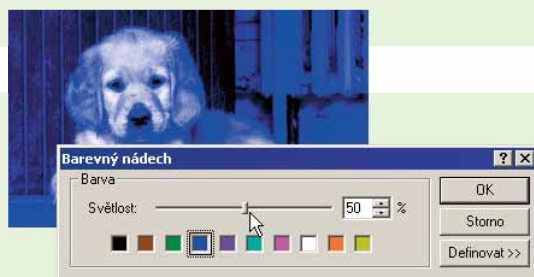 Barevný nádech
Barva
Světlost:
50
%
OK
Storno
Definovat >>